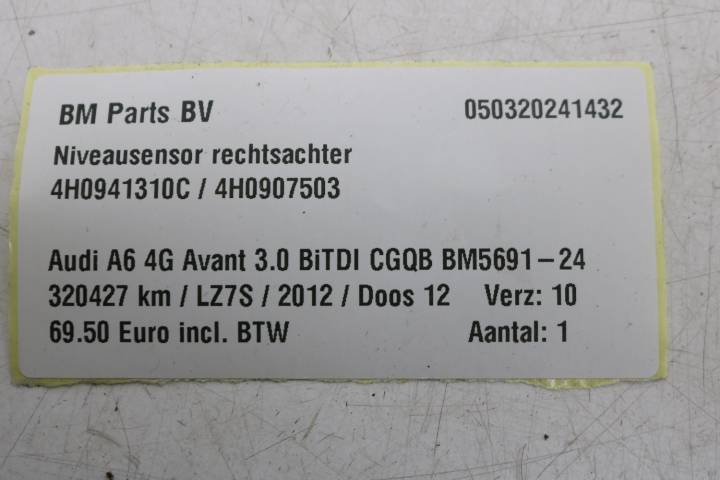 BM Parts BV 050320241432
Niveausensor rechtsachter
4H0941310C / 4H0907503
Audi A6 4G Avant 3.0 BiTDI CGQB BM5691-24
320427 km / LZ7S / 2012 / Doos 12 Verz: 10
69.50 Euro incl. BTW Aantal: 1